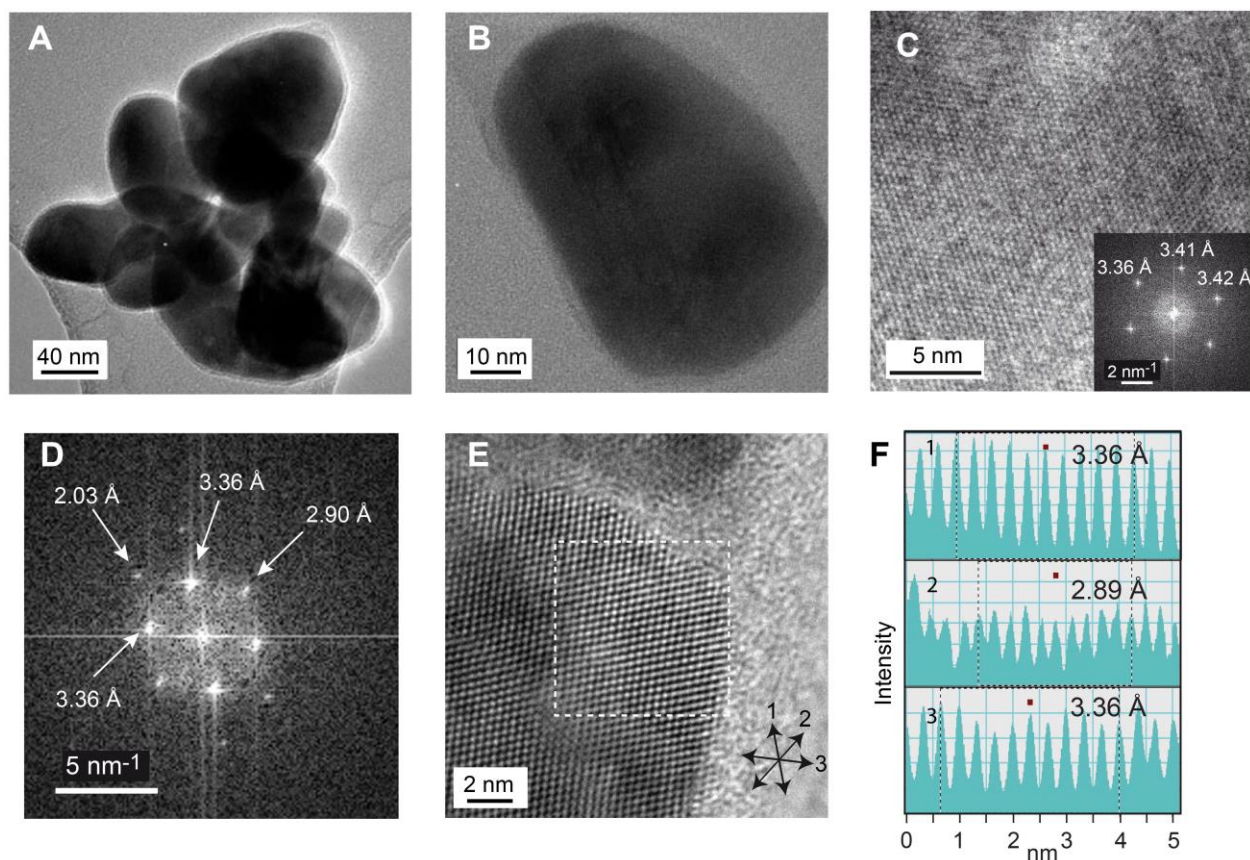 A
40 nm
B
10 nm
C
3.41 Å
3.36 Å
3.42 Å
5 nm
2 nm⁻¹
D
3.36 Å
2.03 Å
2.90 Å
3.36 Å
5 nm⁻¹
E
1
2
3
2 nm
F
1
3.36 Å
2
2.89 Å
3
3.36 Å
Intensity
0 1 2 3 4 5
nm